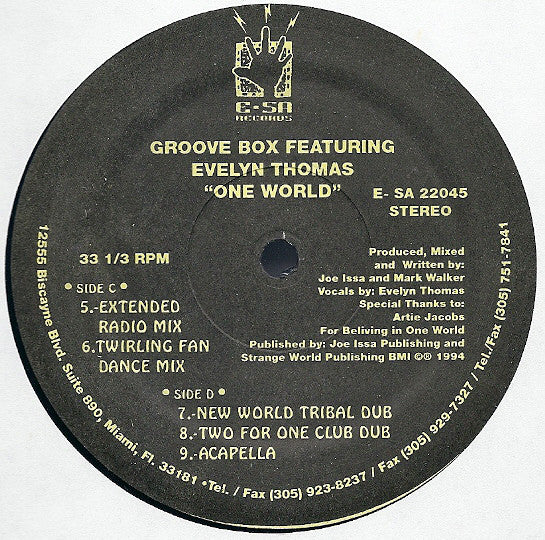 E-SA
RECORDS
GROOVE BOX FEATURING
EVELYN THOMAS
"ONE WORLD"
E- SA 22045
STEREO
33 1/3 RPM
• SIDE C •
5.-EXTENDED
RADIO MIX
6.TWIRLING FAN
DANCE MIX
Produced, Mixed
and Written by:
Joe Issa and Mark Walker
Vocals by: Evelyn Thomas
Special Thanks to:
Artie Jacobs
For Beliving in One World
Published by: Joe Issa Publishing and
Strange World Publishing BMI ©® 1994
• SIDE D •
7.-NEW WORLD TRIBAL DUB
8.-TWO FOR ONE CLUB DUB
9.-ACAPELLA
12555 Biscayne Blvd. Suite 890, Miami, Fl. 33181 •Tel. / Fax (305) 923-8237 / Fax (305) 929-7327 / Tel./Fax (305) 751-7841